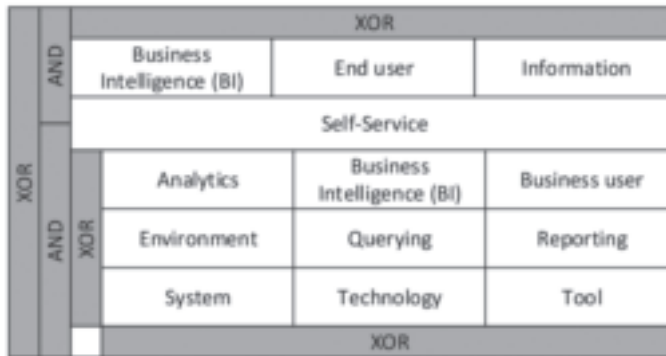 XOR
AND
Business
Intelligence (BI)
End user
Information
Self-Service
XOR
AND
XOR
Analytics
Business
Intelligence (BI)
Business user
Environment
Querying
Reporting
System
Technology
Tool
XOR